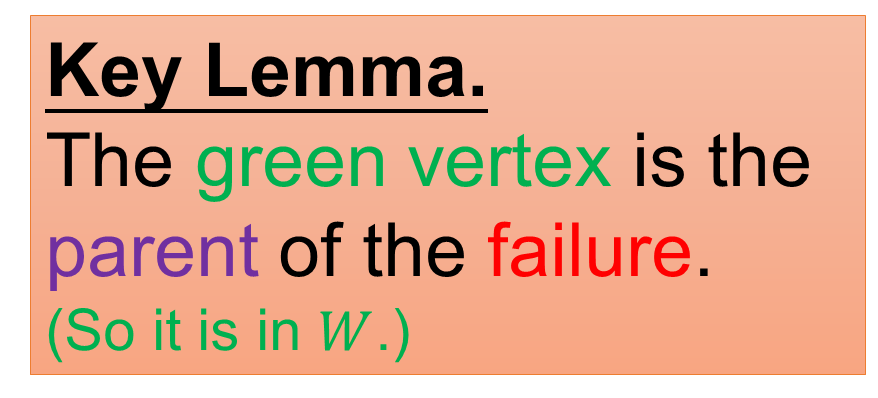 Key Lemma.
The green vertex is the
parent of the failure.
(So it is in W.)